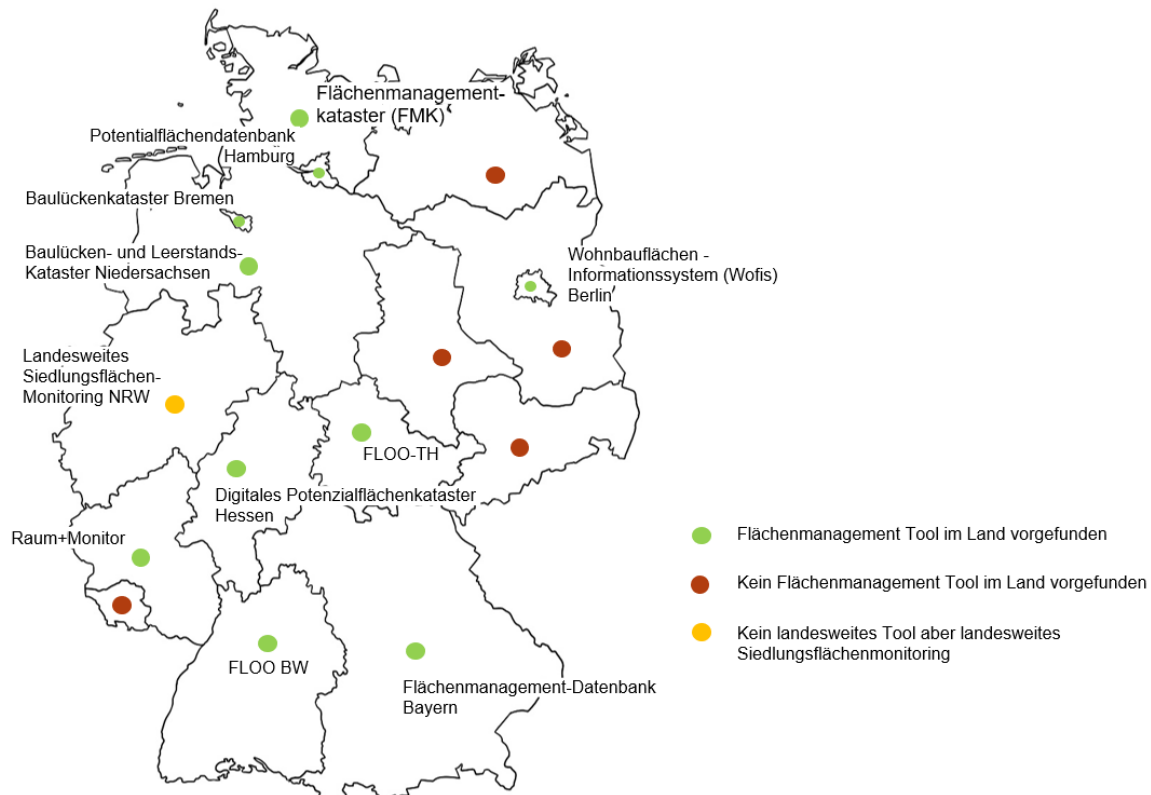 Flächenmanagement-
kataster (FMK)
Potentialflächendatenbank
Hamburg
Baulückenkataster Bremen
Baulücken- und Leerstands-
Kataster Niedersachsen
Wohnbauflächen -
Informationssystem (Wofis)
Berlin
Landesweites
Siedlungsflächen-
Monitoring NRW
FLOO-TH
Digitales Potenzialflächenkataster
Hessen
Raum+Monitor
FLOO BW
Flächenmanagement-Datenbank
Bayern
Flächenmanagement Tool im Land vorgefunden
Kein Flächenmanagement Tool im Land vorgefunden
Kein landesweites Tool aber landesweites
Siedlungsflächenmonitoring